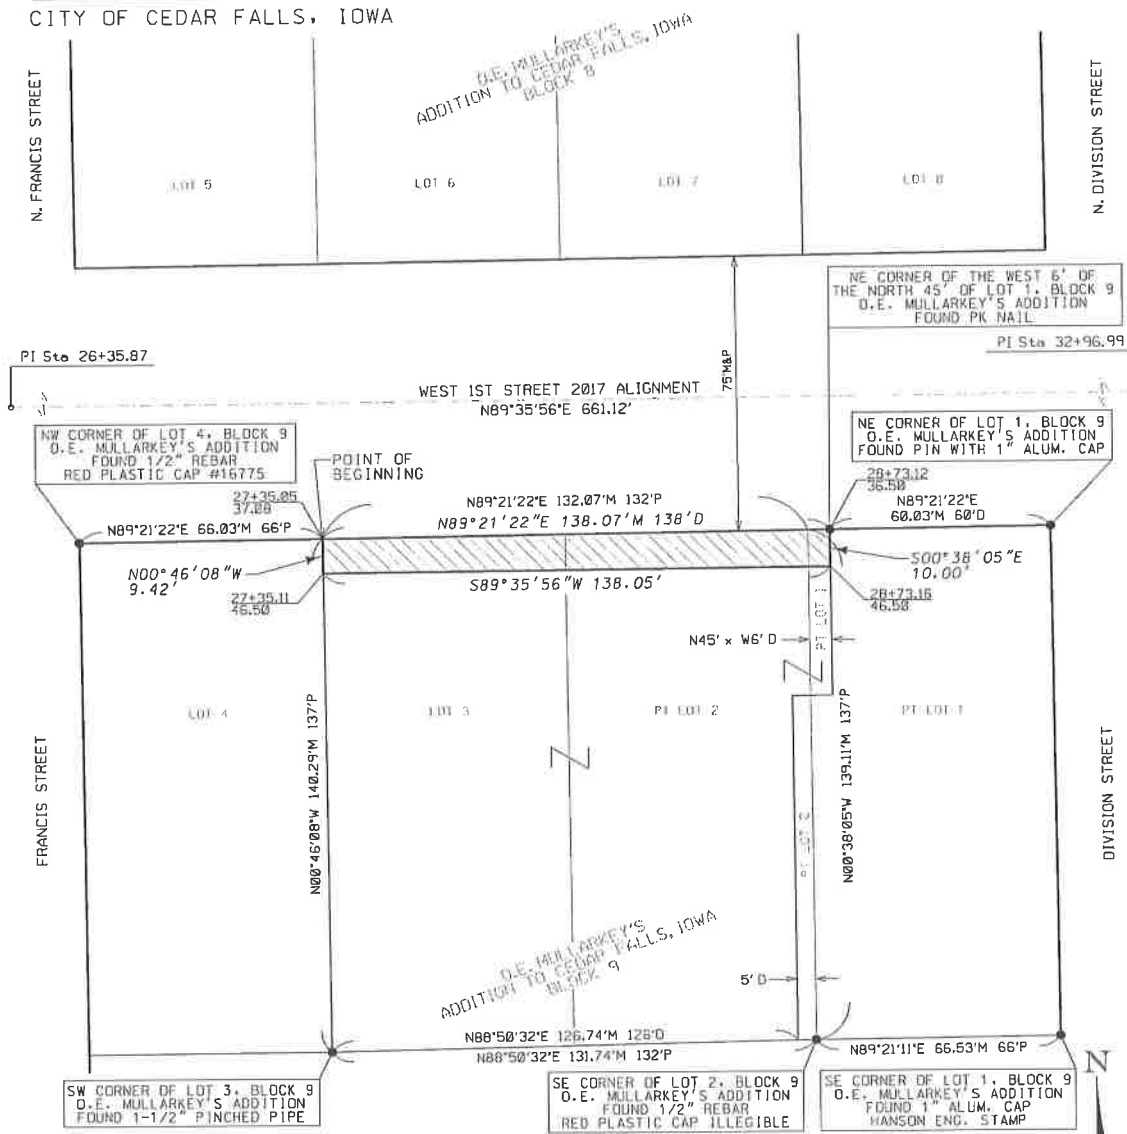 CITY OF CEDAR FALLS, IOWA
O.E. MULLARKEY'S
ADDITION TO CEDAR FALLS, IOWA
BLOCK 8
N. FRANCIS STREET
N. DIVISION STREET
LOT 5
LOT 6
LOT 7
LOT 8
NE CORNER OF THE WEST 6' OF
THE NORTH 45' OF LOT 1, BLOCK 9
O.E. MULLARKEY'S ADDITION
FOUND PK NAIL
PI Sta 26+35.87
PI Sta 32+96.99
75'M&P
WEST 1ST STREET 2017 ALIGNMENT
N89°35'56"E 661.12'
NW CORNER OF LOT 4, BLOCK 9
O.E. MULLARKEY'S ADDITION
FOUND 1/2" REBAR
RED PLASTIC CAP #16775
NE CORNER OF LOT 1, BLOCK 9
O.E. MULLARKEY'S ADDITION
FOUND PIN WITH 1" ALUM. CAP
POINT OF
BEGINNING
27+35.05
37.08
28+73.12
36.50
N89°21'22"E 66.03'M 66'P
N89°21'22"E 132.07'M 132'P
N89°21'22"E 138.07'M 138'D
N89°21'22"E
60.03'M 60'D
N00°46'08"W
9.42'
S89°35'56"W 138.05'
S00°38'05"E
10.00'
27+35.11
46.50
28+73.16
46.50
N45' x W6' D
PT LOT 1
LOT 4
LOT 3
PT LOT 2
PT LOT 1
N00°46'08"W 140.29'M 137'P
N00°38'05"W 139.11'M 137'P
PT LOT 2
FRANCIS STREET
DIVISION STREET
O.E. MULLARKEY'S
ADDITION TO CEDAR FALLS, IOWA
BLOCK 9
5' D
N88°50'32"E 126.74'M 126'D
N88°50'32"E 131.74'M 132'P
N89°21'11"E 66.53'M 66'P
N
SW CORNER OF LOT 3, BLOCK 9
O.E. MULLARKEY'S ADDITION
FOUND 1-1/2" PINCHED PIPE
SE CORNER OF LOT 2, BLOCK 9
O.E. MULLARKEY'S ADDITION
FOUND 1/2" REBAR
RED PLASTIC CAP ILLEGIBLE
SE CORNER OF LOT 1, BLOCK 9
O.E. MULLARKEY'S ADDITION
FOUND 1" ALUM. CAP
HANSON ENG. STAMP